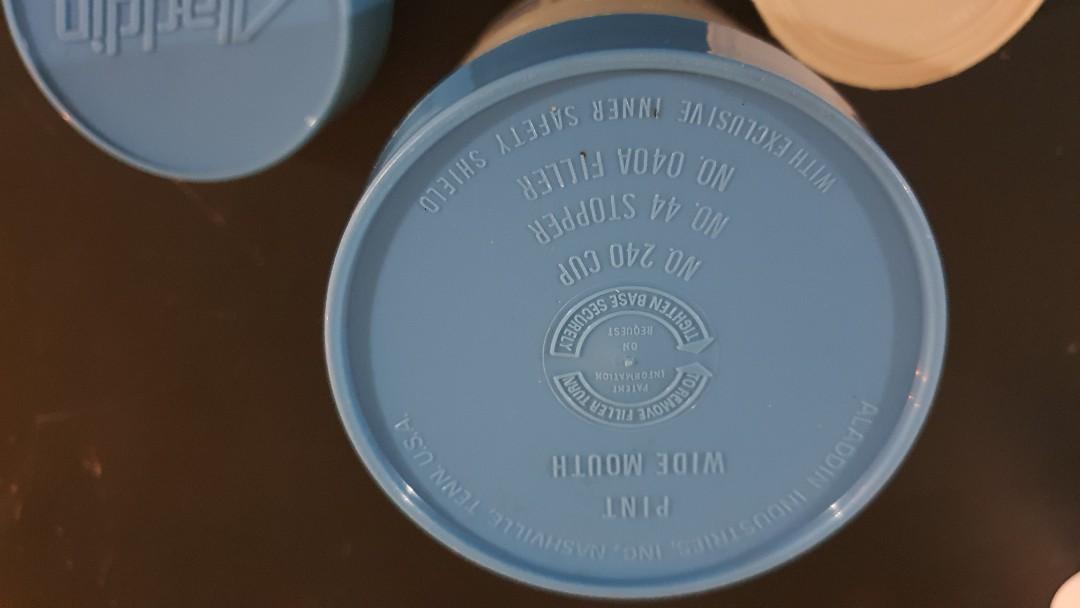 Aladdin
ALADDIN INDUSTRIES, INC., NASHVILLE, TENN. U.S.A.
PINT
WIDE MOUTH
TO REMOVE FILLER TURN
PATENT
INFORMATION
ON
REQUEST
TIGHTEN BASE SECURELY
NO. 240 CUP
NO. 44 STOPPER
NO. 040A FILLER
WITH EXCLUSIVE INNER SAFETY SHIELD